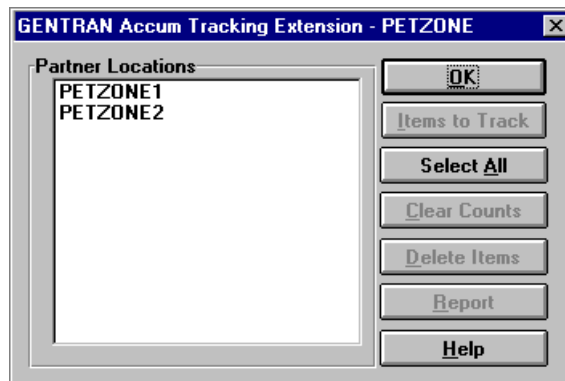 GENTRAN Accum Tracking Extension - PETZONE
Partner Locations
PETZONE1
PETZONE2
OK
Items to Track
Select All
Clear Counts
Delete Items
Report
Help